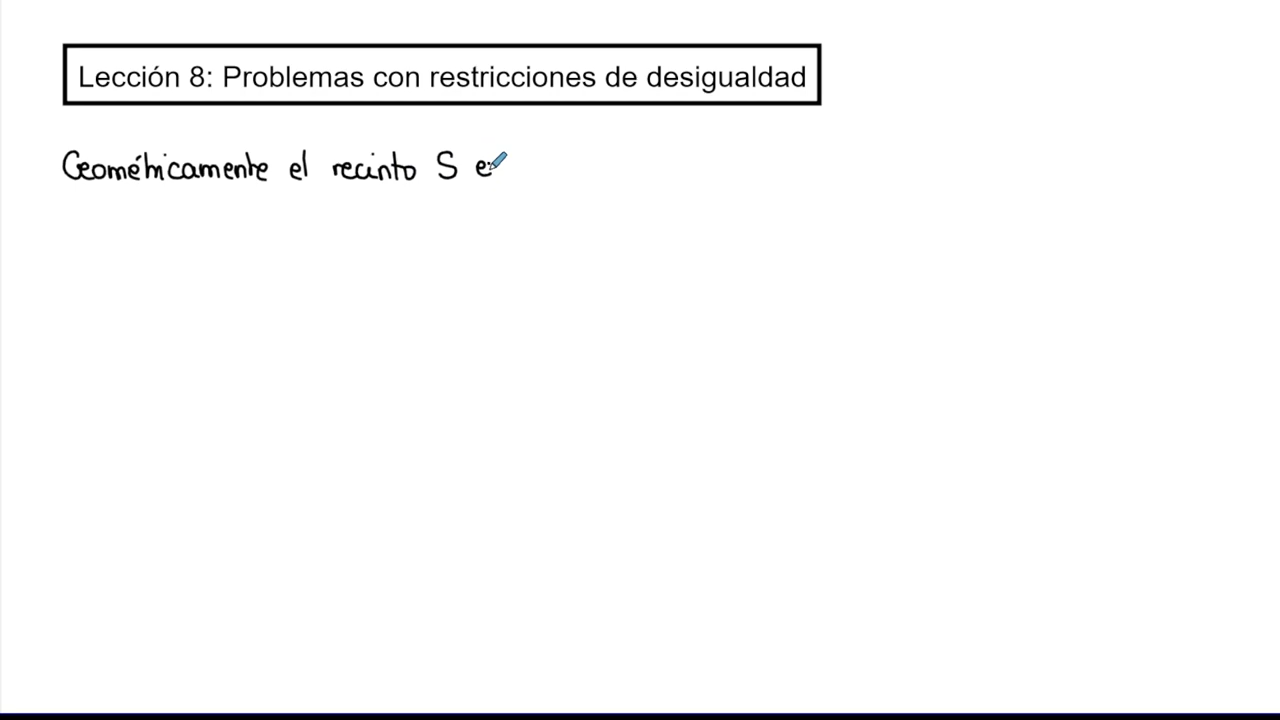 Lección 8: Problemas con restricciones de desigualdad
Geométricamente el recinto S e